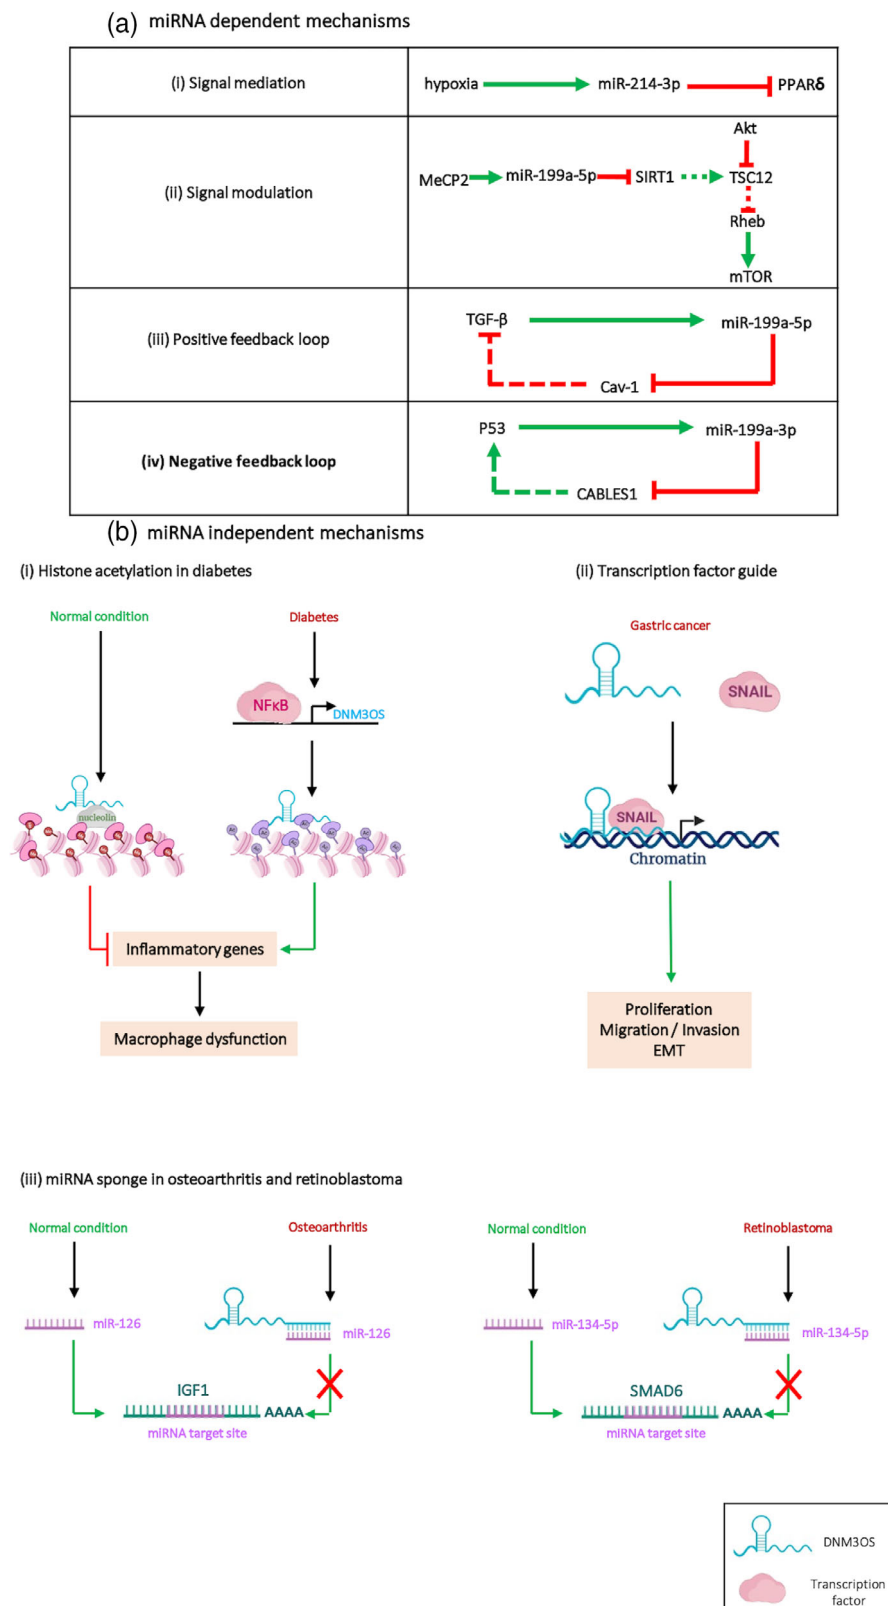 (a) miRNA dependent mechanisms
(i) Signal mediation
hypoxia
miR-214-3p
PPARδ
(ii) Signal modulation
Akt
MeCP2
miR-199a-5p
SIRT1
TSC12
Rheb
mTOR
(iii) Positive feedback loop
TGF-β
miR-199a-5p
Cav-1
(iv) Negative feedback loop
P53
miR-199a-3p
CABLES1
(b) miRNA independent mechanisms
(i) Histone acetylation in diabetes
Normal condition
Diabetes
NFκB
DNM3OS
nucleolin
Inflammatory genes
Macrophage dysfunction
(ii) Transcription factor guide
Gastric cancer
SNAIL
SNAIL
Chromatin
Proliferation
Migration / Invasion
EMT
(iii) miRNA sponge in osteoarthritis and retinoblastoma
Normal condition
Osteoarthritis
miR-126
miR-126
IGF1
AAAA
miRNA target site
Normal condition
Retinoblastoma
miR-134-5p
miR-134-5p
SMAD6
AAAA
miRNA target site
DNM3OS
Transcription
factor